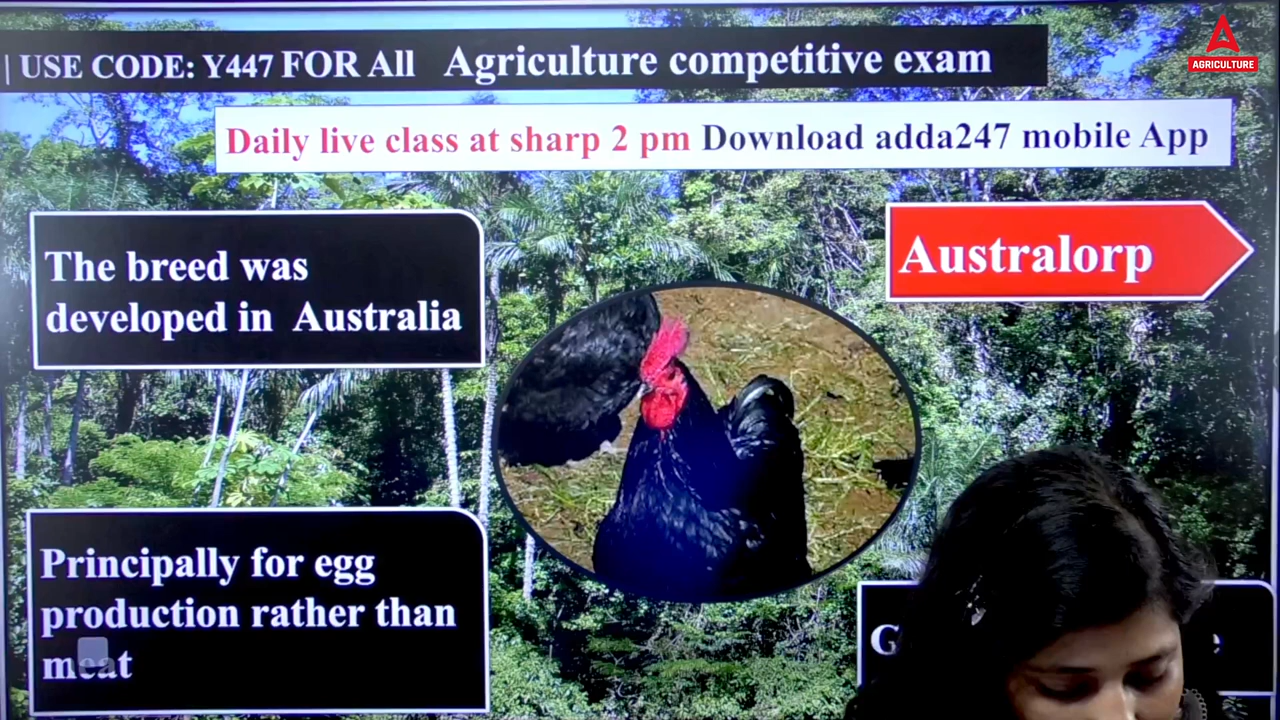 | USE CODE: Y447 FOR All Agriculture competitive exam
AGRICULTURE
Daily live class at sharp 2 pm Download adda247 mobile App
The breed was
developed in Australia
Australorp
Principally for egg
production rather than
meat